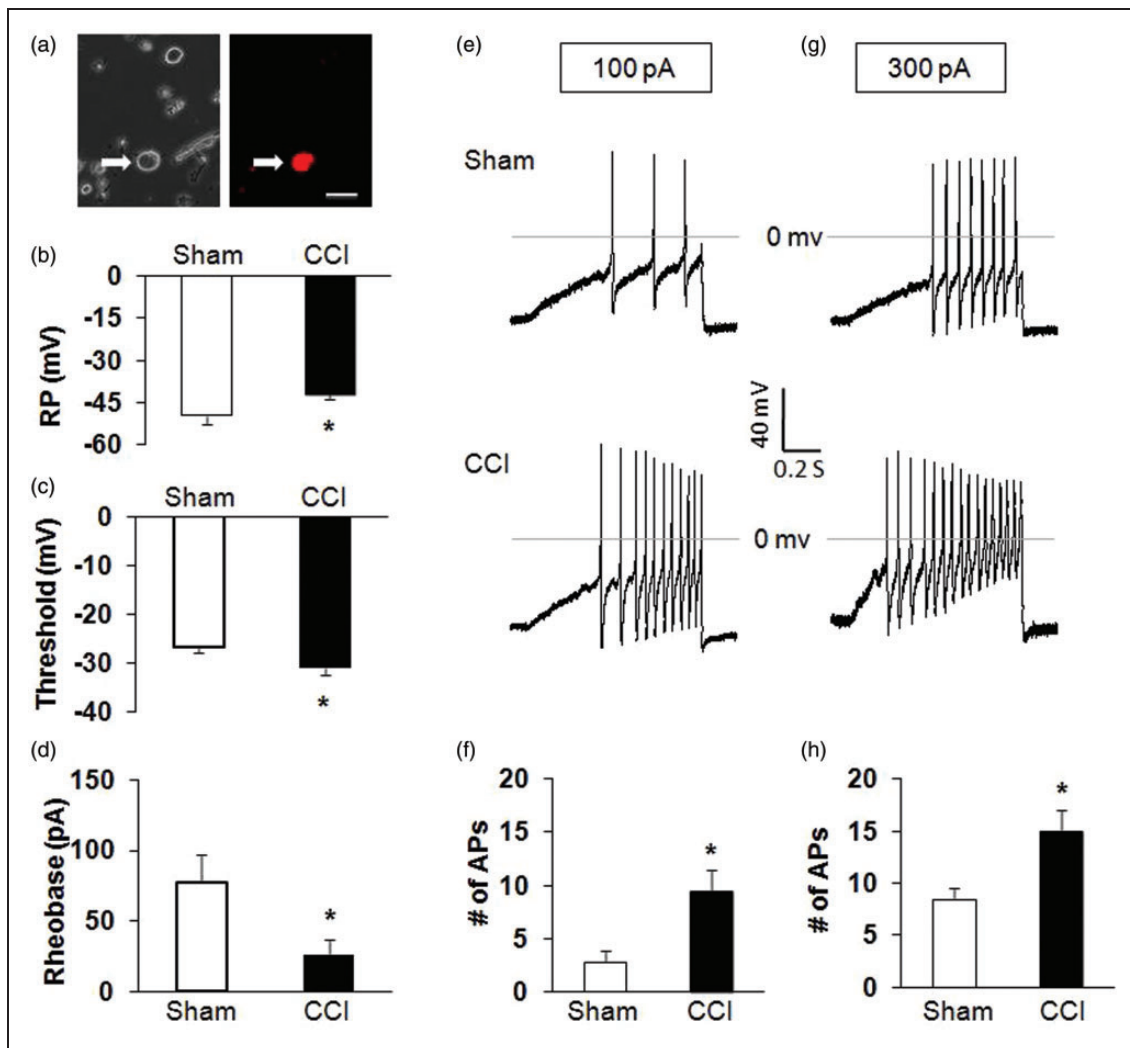 (a)
(b)
Sham CCI
0
-15
-30
-45
-60
RP (mV)
*
(c)
Sham CCI
0
-10
-20
-30
-40
Threshold (mV)
*
(d)
150
100
50
0
Rheobase (pA)
*
Sham CCI
(e)
100 pA
Sham
(g)
300 pA
0 mv
CCI
40 mV
0.2 S
0 mv
(f)
20
15
10
5
0
# of APs
*
Sham CCI
(h)
20
15
10
5
0
# of APs
*
Sham CCI